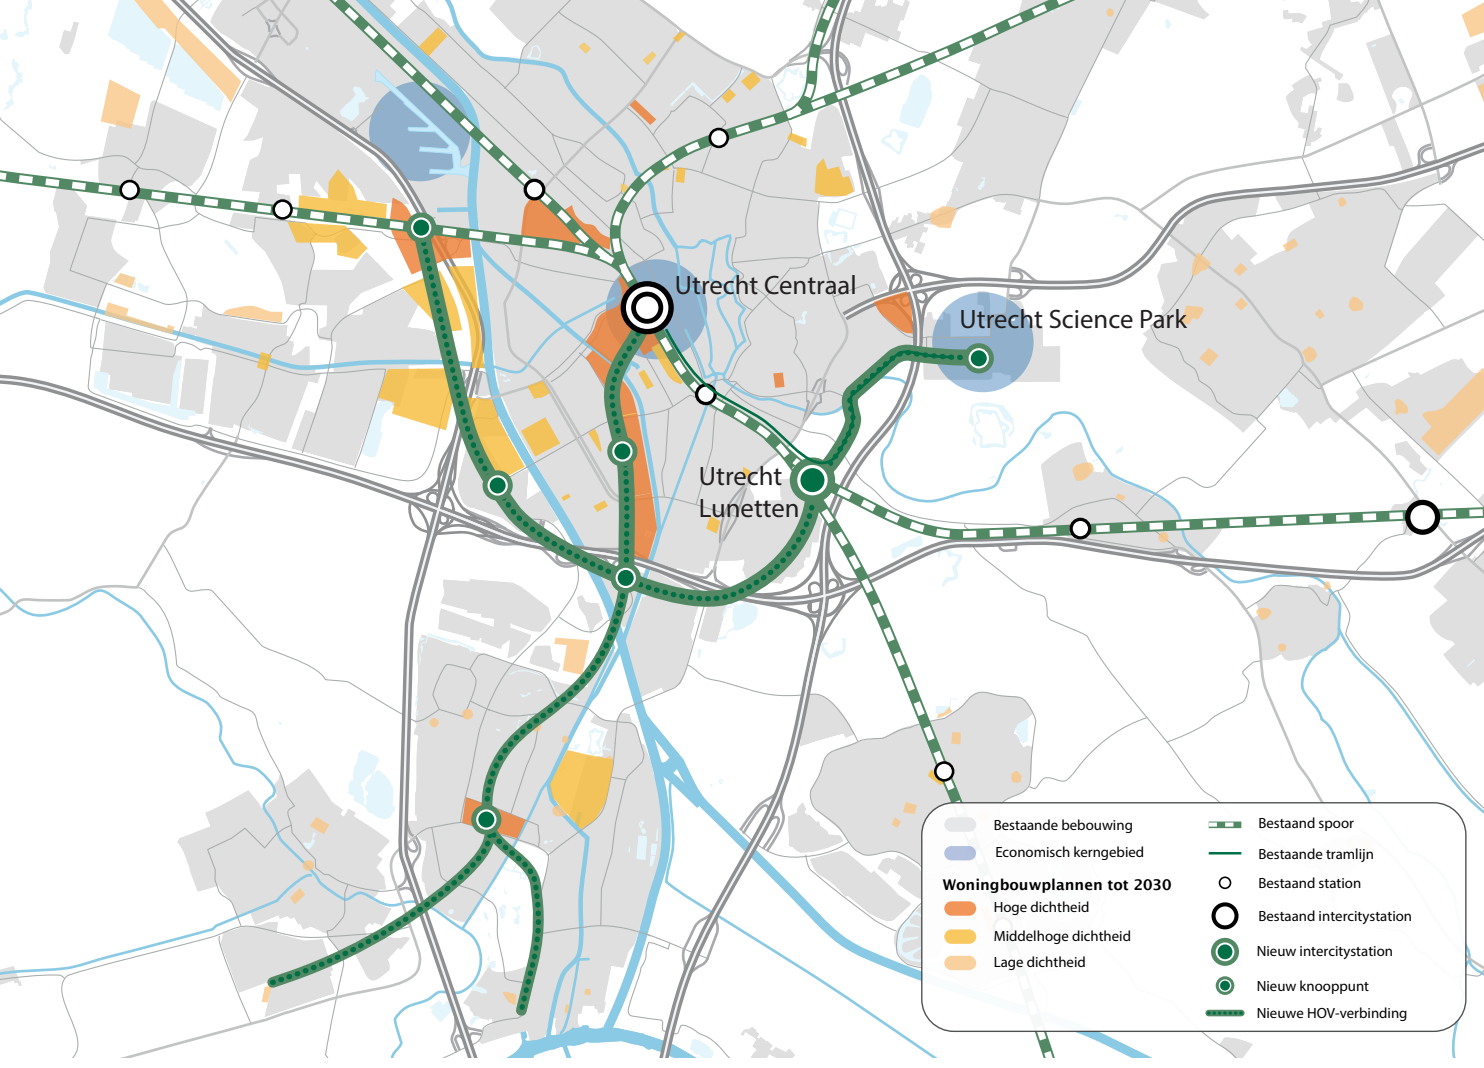 Utrecht Centraal
Utrecht Science Park
Utrecht
Lunetten
Bestaande bebouwing
Economisch kerngebied
Woningbouwplannen tot 2030
Hoge dichtheid
Middelhoge dichtheid
Lage dichtheid
Bestaand spoor
Bestaande tramlijn
Bestaand station
Bestaand intercitystation
Nieuw intercitystation
Nieuw knooppunt
Nieuwe HOV-verbinding